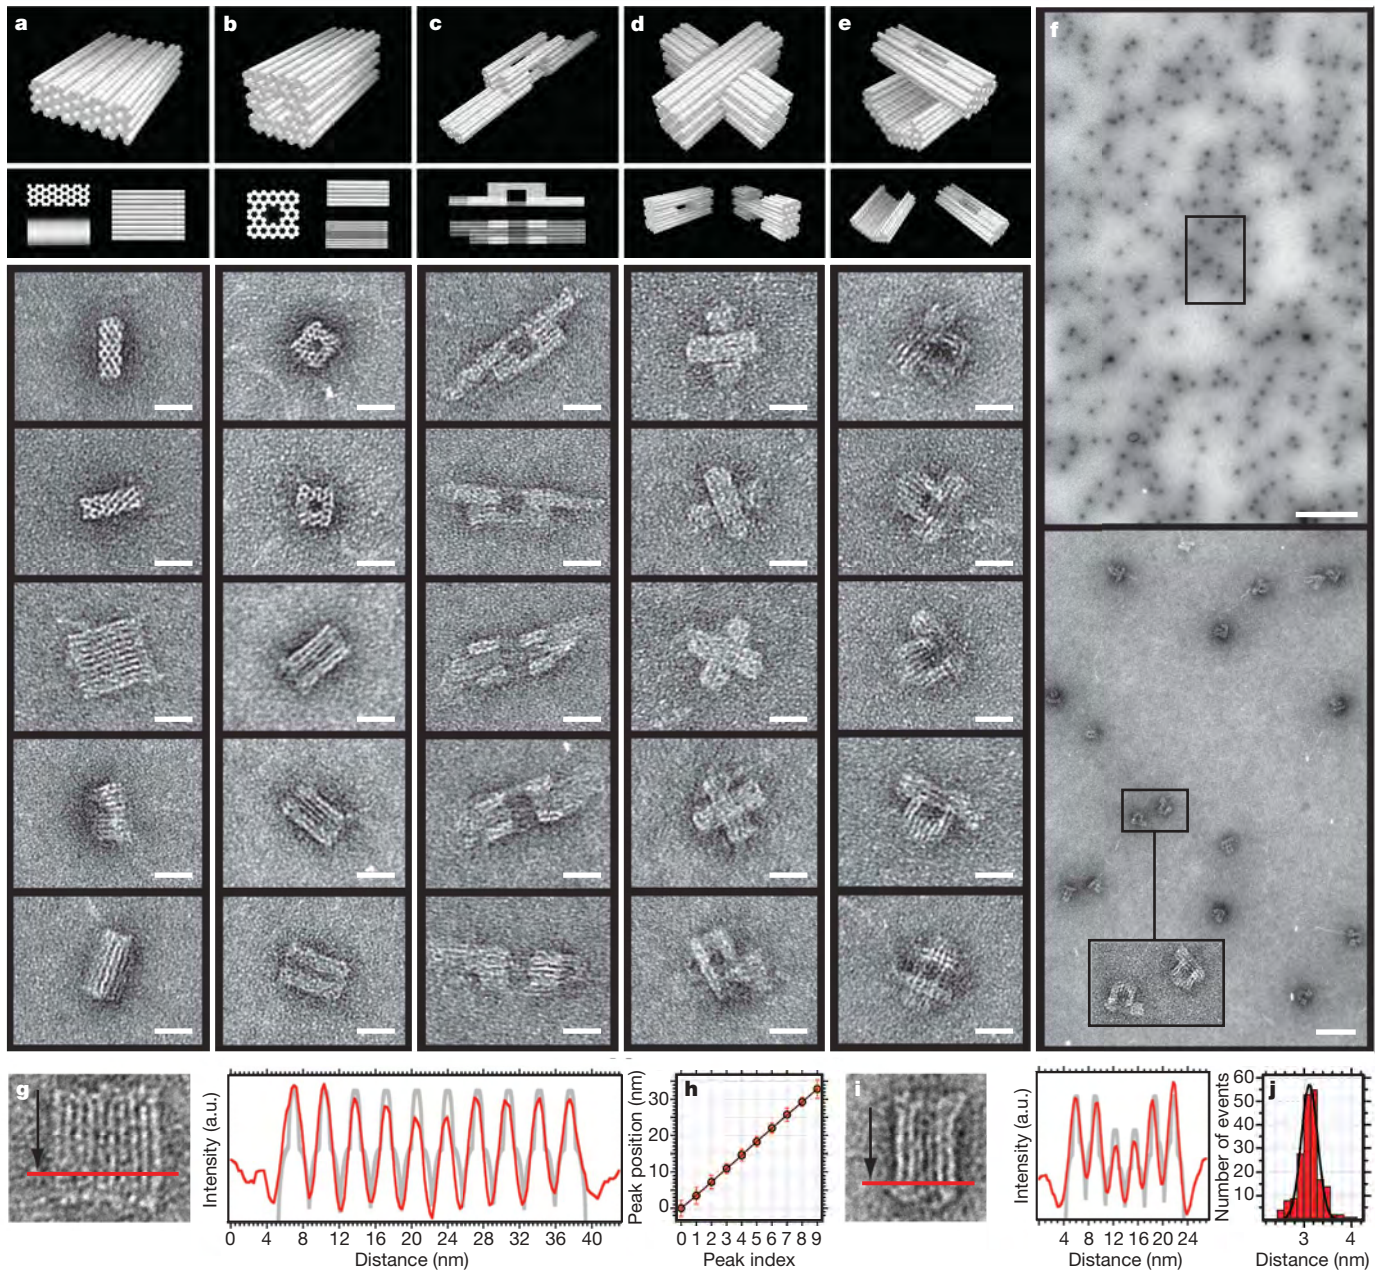 a
b
c
d
e
f
g
Intensity (a.u.)
0 4 8 12 16 20 24 28 32 36 40
Distance (nm)
h
Peak position (nm)
30
20
10
0
0 1 2 3 4 5 6 7 8 9
Peak index
i
Intensity (a.u.)
0 4 8 12 16 20 24
Distance (nm)
j
Number of events
60
50
40
30
20
10
3 4
Distance (nm)